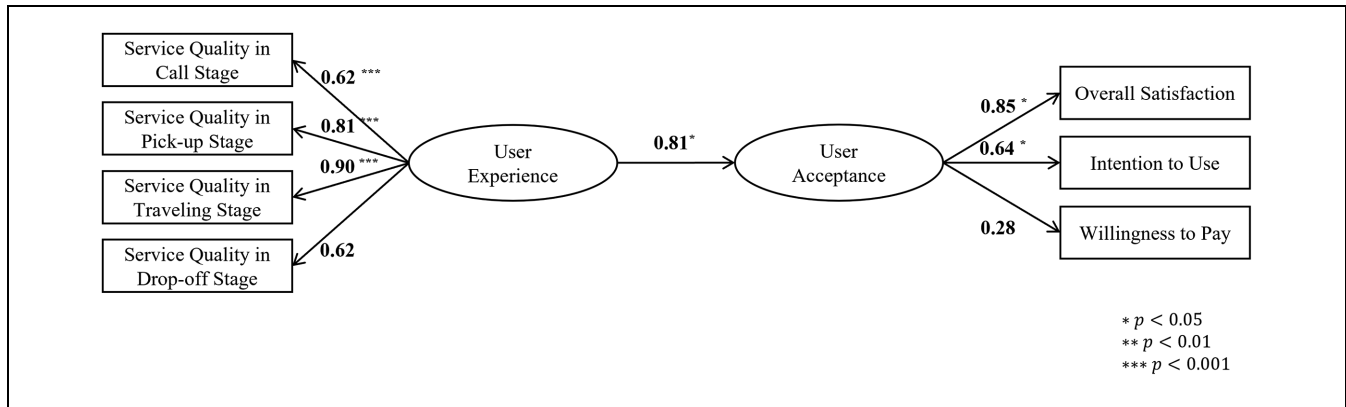 Service Quality in
Call Stage
0.62 ***
Service Quality in
Pick-up Stage
0.81 ***
Service Quality in
Traveling Stage
0.90 ***
Service Quality in
Drop-off Stage
0.62
User
Experience
0.81*
User
Acceptance
0.85 *
Overall Satisfaction
0.64 *
Intention to Use
0.28
Willingness to Pay
* p < 0.05
** p < 0.01
*** p < 0.001